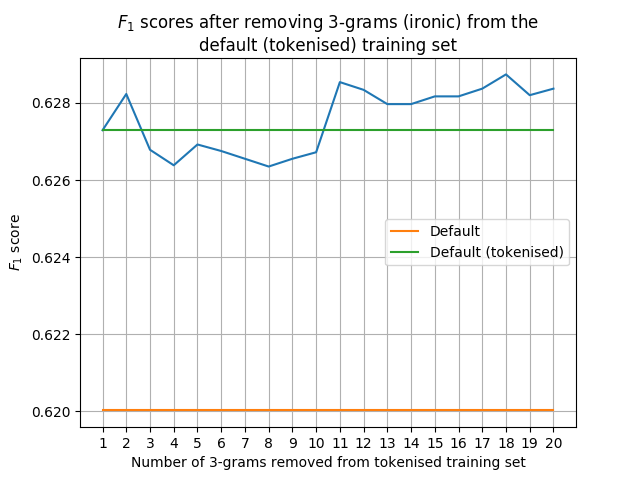 F₁ scores after removing 3-grams (ironic) from the
default (tokenised) training set
F₁ score
0.628
0.626
0.624
0.622
0.620
Default
Default (tokenised)
1 2 3 4 5 6 7 8 9 10 11 12 13 14 15 16 17 18 19 20
Number of 3-grams removed from tokenised training set